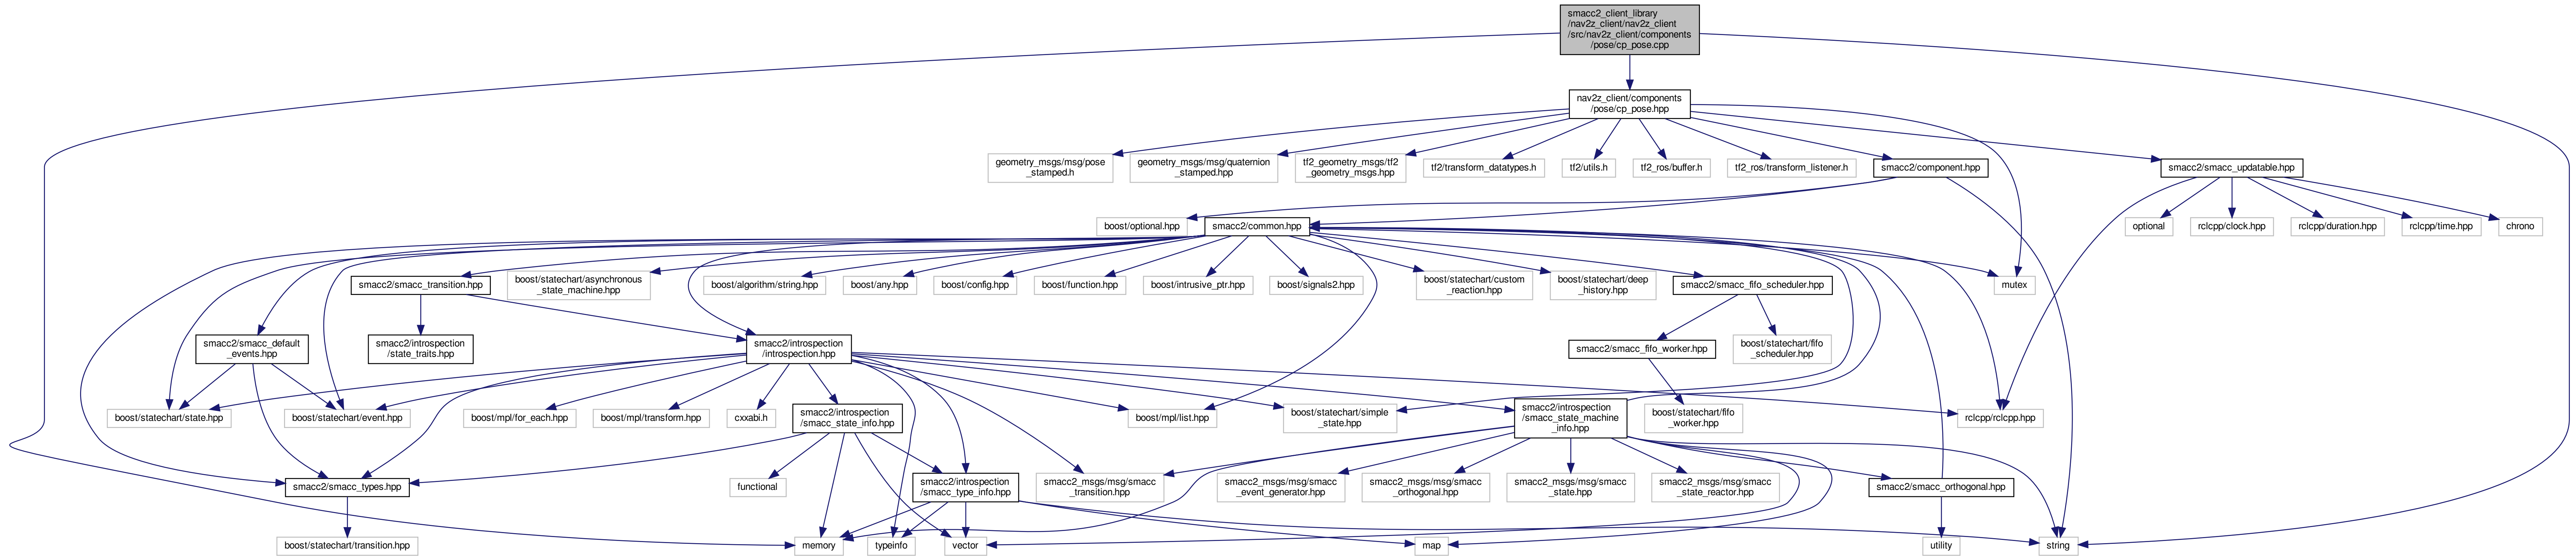 smacc2_client_library
/nav2z_client/nav2z_client
/src/nav2z_client/components
/pose/cp_pose.cpp
nav2z_client/components
/pose/cp_pose.hpp
geometry_msgs/msg/pose
_stamped.h
geometry_msgs/msg/quaternion
_stamped.hpp
tf2_geometry_msgs/tf2
_geometry_msgs.hpp
tf2/transform_datatypes.h
tf2/utils.h
tf2_ros/buffer.h
tf2_ros/transform_listener.h
smacc2/component.hpp
smacc2/smacc_updatable.hpp
boost/optional.hpp
smacc2/common.hpp
optional
rclcpp/clock.hpp
rclcpp/duration.hpp
rclcpp/time.hpp
chrono
smacc2/smacc_transition.hpp
boost/statechart/asynchronous
_state_machine.hpp
boost/algorithm/string.hpp
boost/any.hpp
boost/config.hpp
boost/function.hpp
boost/intrusive_ptr.hpp
boost/signals2.hpp
boost/statechart/custom
_reaction.hpp
boost/statechart/deep
_history.hpp
smacc2/smacc_fifo_scheduler.hpp
mutex
smacc2/smacc_default
_events.hpp
smacc2/introspection
/state_traits.hpp
smacc2/introspection
/introspection.hpp
smacc2/smacc_fifo_worker.hpp
boost/statechart/fifo
_scheduler.hpp
boost/statechart/state.hpp
boost/statechart/event.hpp
boost/mpl/for_each.hpp
boost/mpl/transform.hpp
cxxabi.h
smacc2/introspection
/smacc_state_info.hpp
boost/mpl/list.hpp
boost/statechart/simple
_state.hpp
smacc2/introspection
/smacc_state_machine
_info.hpp
boost/statechart/fifo
_worker.hpp
rclcpp/rclcpp.hpp
smacc2/smacc_types.hpp
functional
smacc2/introspection
/smacc_type_info.hpp
smacc2_msgs/msg/smacc
_transition.hpp
smacc2_msgs/msg/smacc
_event_generator.hpp
smacc2_msgs/msg/smacc
_orthogonal.hpp
smacc2_msgs/msg/smacc
_state.hpp
smacc2_msgs/msg/smacc
_state_reactor.hpp
smacc2/smacc_orthogonal.hpp
boost/statechart/transition.hpp
memory
typeinfo
vector
map
utility
string